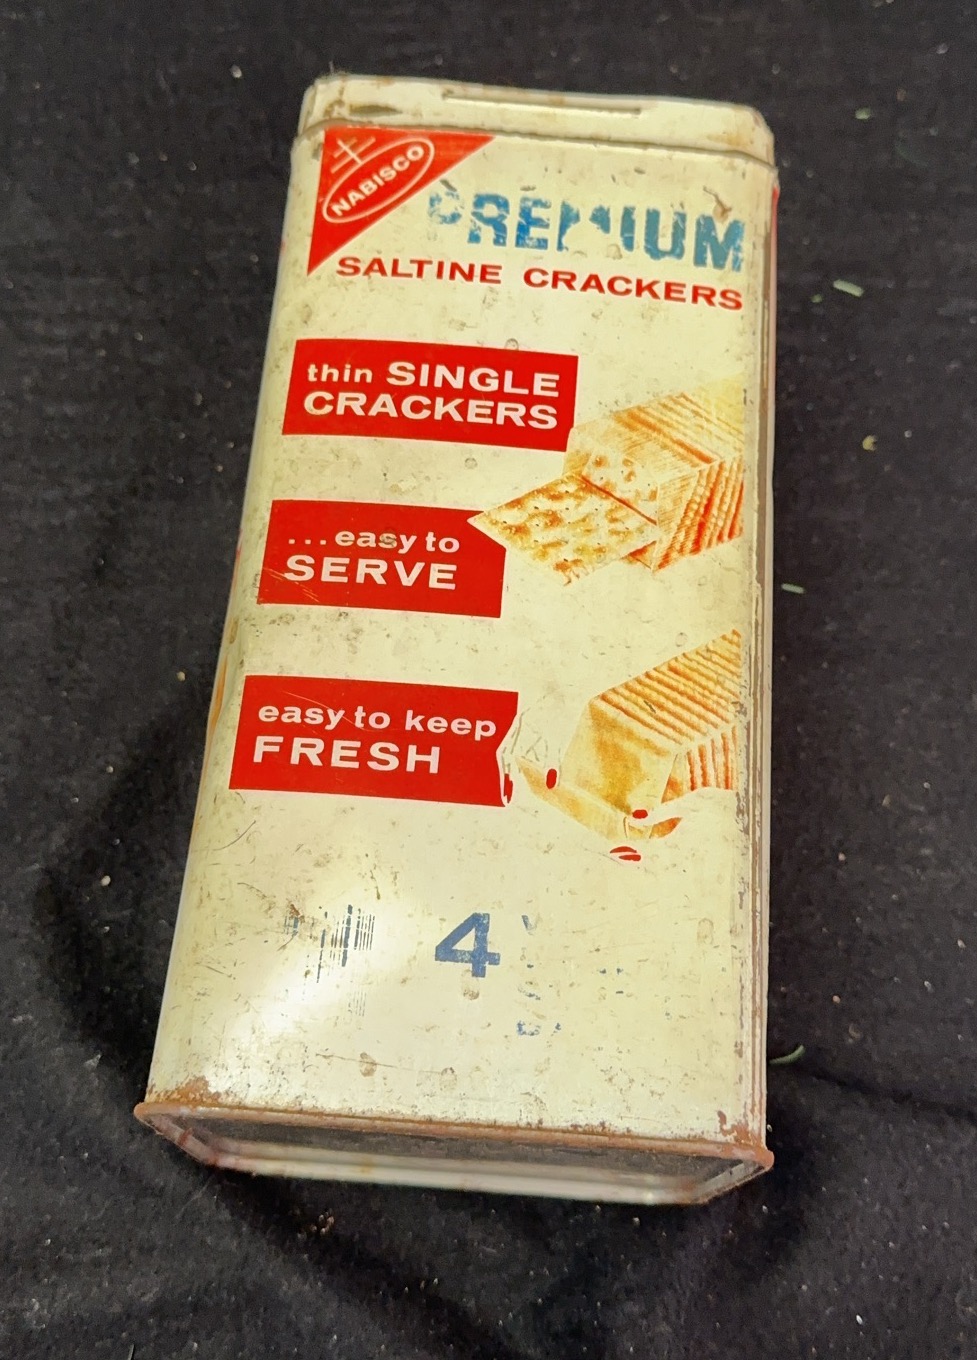 NABISCO
PREMIUM
SALTINE CRACKERS
thin SINGLE
CRACKERS
...easy to
SERVE
easy to keep
FRESH
4